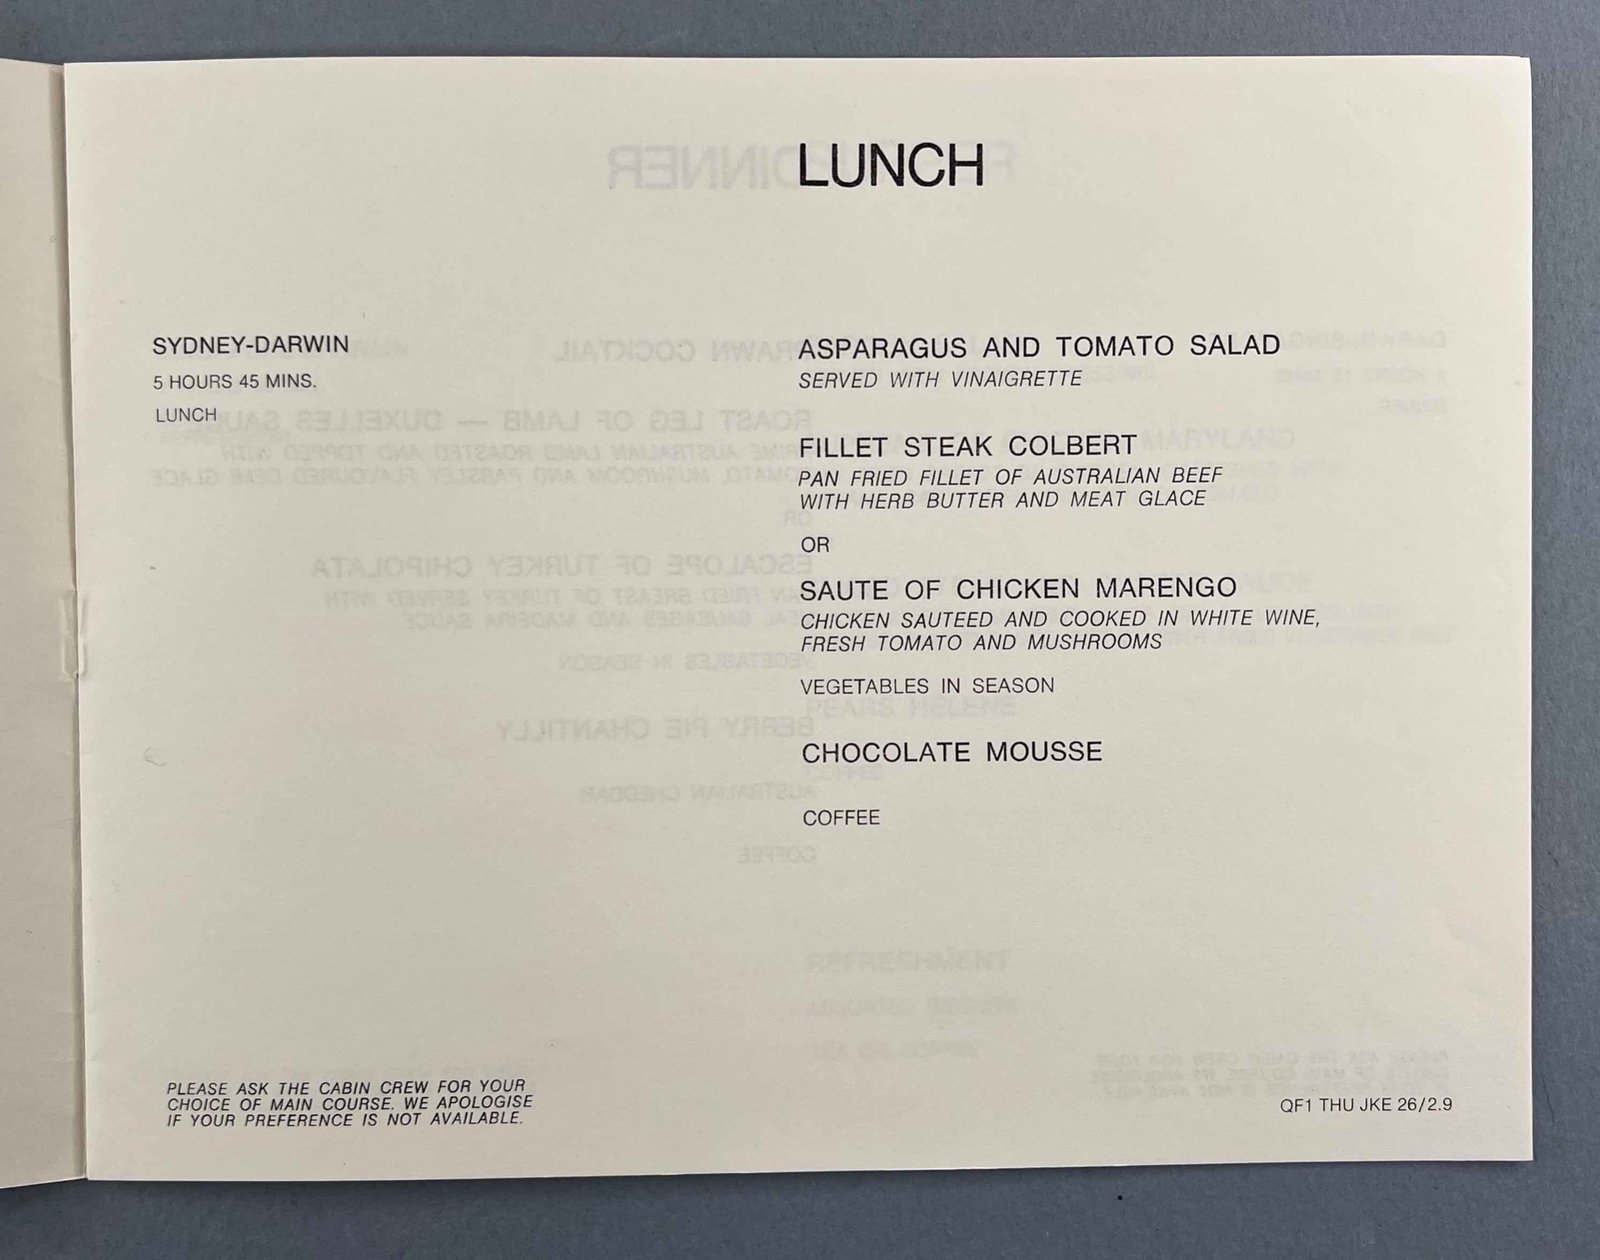 LUNCH
SYDNEY-DARWIN
5 HOURS 45 MINS.
LUNCH
ASPARAGUS AND TOMATO SALAD
SERVED WITH VINAIGRETTE
FILLET STEAK COLBERT
PAN FRIED FILLET OF AUSTRALIAN BEEF
WITH HERB BUTTER AND MEAT GLACE
OR
SAUTE OF CHICKEN MARENGO
CHICKEN SAUTEED AND COOKED IN WHITE WINE,
FRESH TOMATO AND MUSHROOMS
VEGETABLES IN SEASON
CHOCOLATE MOUSSE
COFFEE
PLEASE ASK THE CABIN CREW FOR YOUR
CHOICE OF MAIN COURSE. WE APOLOGISE
IF YOUR PREFERENCE IS NOT AVAILABLE.
QF1 THU JKE 26/2.9